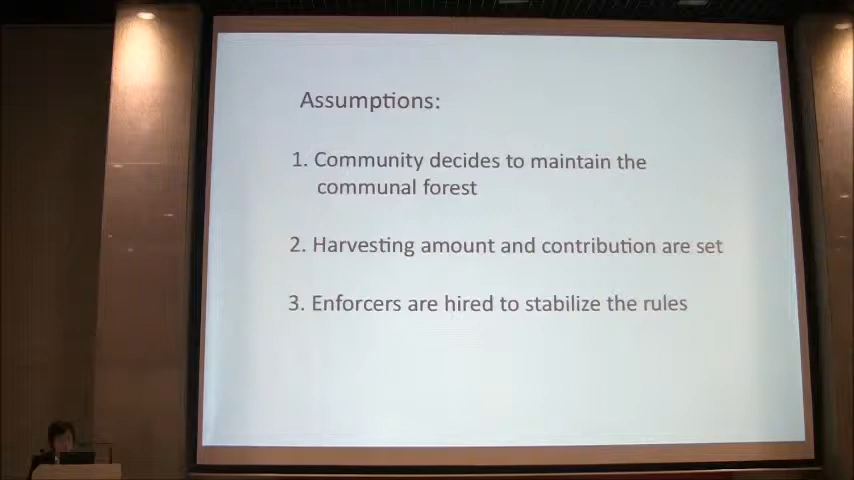 Assumptions:
1. Community decides to maintain the
communal forest
2. Harvesting amount and contribution are set
3. Enforcers are hired to stabilize the rules